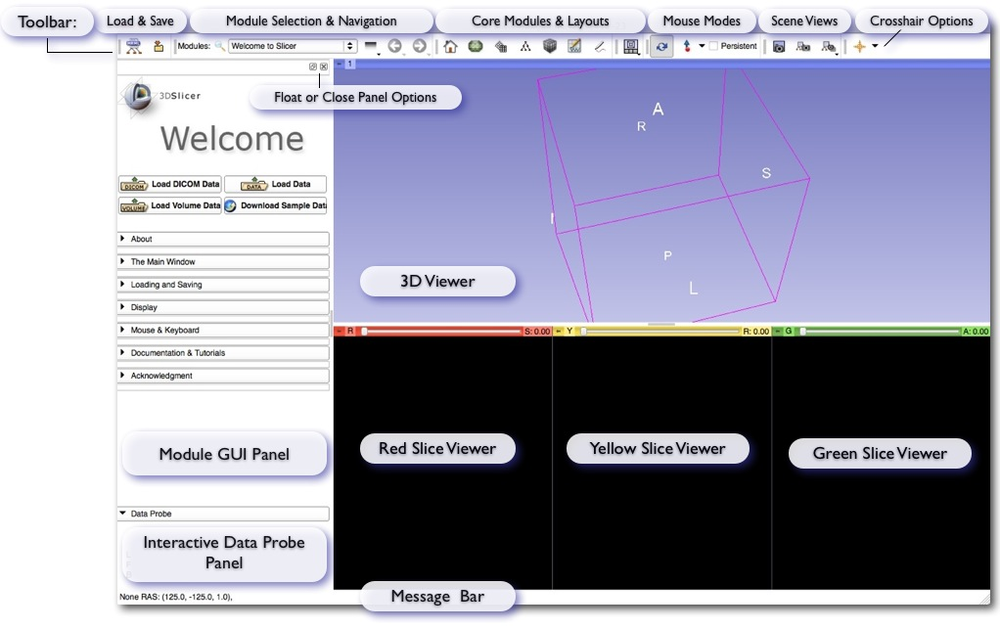 Toolbar:
Load & Save
Module Selection & Navigation
Core Modules & Layouts
Mouse Modes
Scene Views
Crosshair Options
Modules:
Welcome to Slicer
Persistent
1
Float or Close Panel Options
3DSlicer
Welcome
DICOM Load DICOM Data
DATA Load Data
VOLUME Load Volume Data
Download Sample Data
About
The Main Window
Loading and Saving
Display
Mouse & Keyboard
Documentation & Tutorials
Acknowledgment
A
R
S
I
P
L
3D Viewer
R
S: 0.00
Y
R: 0.00
G
A: 0.00
Red Slice Viewer
Yellow Slice Viewer
Green Slice Viewer
Module GUI Panel
Data Probe
Interactive Data Probe
Panel
L
F
B
None RAS: (125.0, -125.0, 1.0),
Message Bar